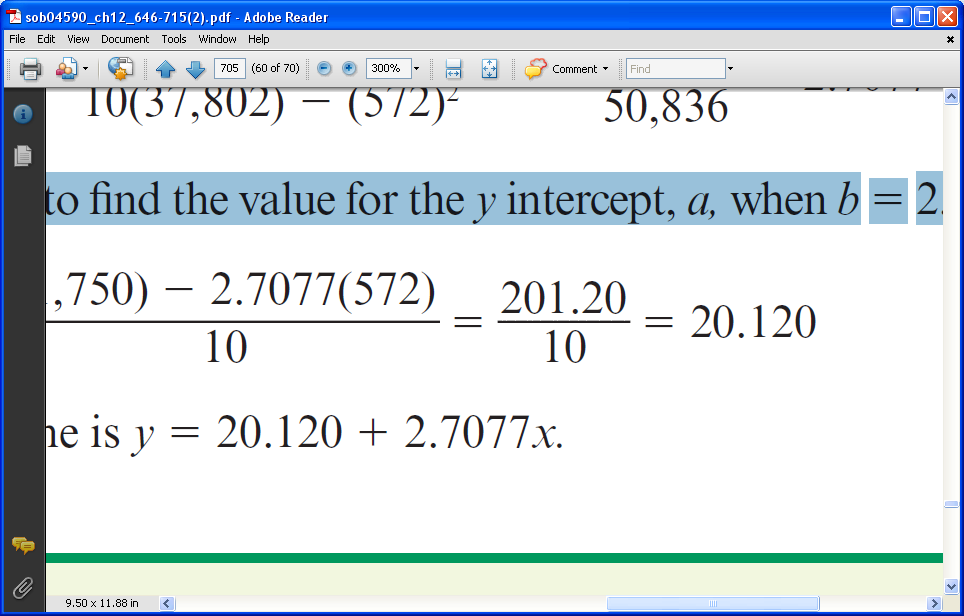 sob04590_ch12_646-715(2).pdf - Adobe Reader
File Edit View Document Tools Window Help
705 (60 of 70) 300% Comment Find
10(37,802) − (572)² 50,836
to find the value for the y intercept, a, when b = 2.
,750) − 2.7077(572)
10
= 201.20
10
= 20.120
ne is y = 20.120 + 2.7077x.
9.50 x 11.88 in